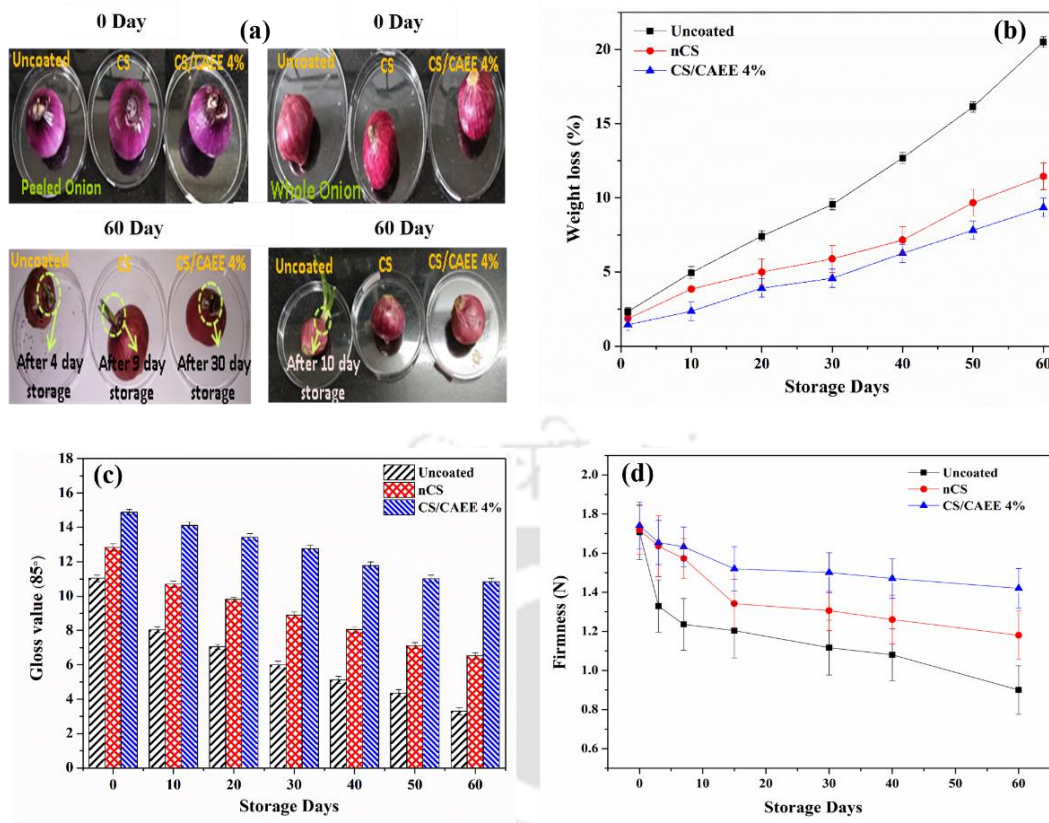 0 Day
(a)
0 Day
Uncoated CS CS/CAEE 4%
Peeled Onion
Uncoated CS CS/CAEE 4%
Whole Onion
60 Day
60 Day
Uncoated CS CS/CAEE 4%
After 4 day storage
After 9 day storage
After 30 day storage
Uncoated CS CS/CAEE 4%
After 10 day storage
(b)
Uncoated
nCS
CS/CAEE 4%
Weight loss (%)
20
15
10
5
0
0 10 20 30 40 50 60
Storage Days
(c)
Uncoated
nCS
CS/CAEE 4%
Gloss value (85°)
18
16
14
12
10
8
6
4
2
0
0 10 20 30 40 50 60
Storage Days
(d)
Uncoated
nCS
CS/CAEE 4%
Firmness (N)
2.0
1.8
1.6
1.4
1.2
1.0
0.8
0.6
0 10 20 30 40 50 60
Storage Days